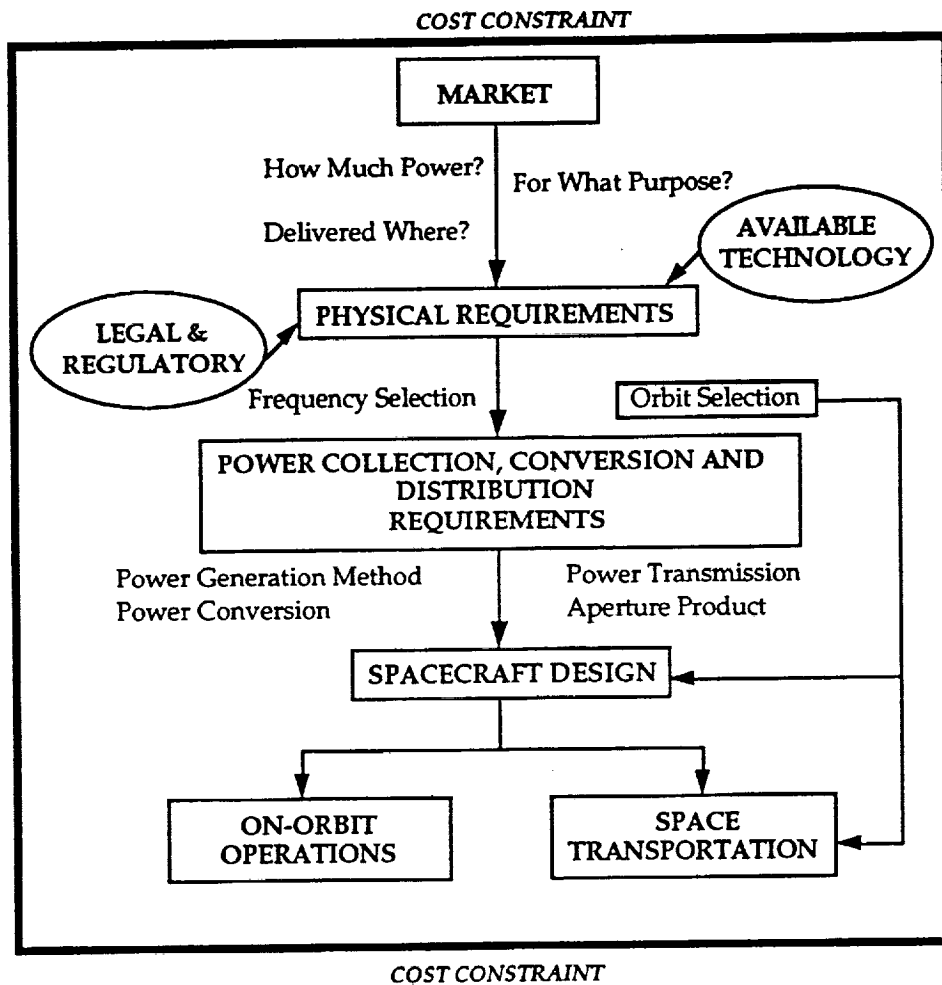 COST CONSTRAINT
MARKET
How Much Power?
For What Purpose?
Delivered Where?
AVAILABLE
TECHNOLOGY
PHYSICAL REQUIREMENTS
LEGAL &
REGULATORY
Frequency Selection
Orbit Selection
POWER COLLECTION, CONVERSION AND
DISTRIBUTION
REQUIREMENTS
Power Generation Method
Power Conversion
Power Transmission
Aperture Product
SPACECRAFT DESIGN
ON-ORBIT
OPERATIONS
SPACE
TRANSPORTATION
COST CONSTRAINT